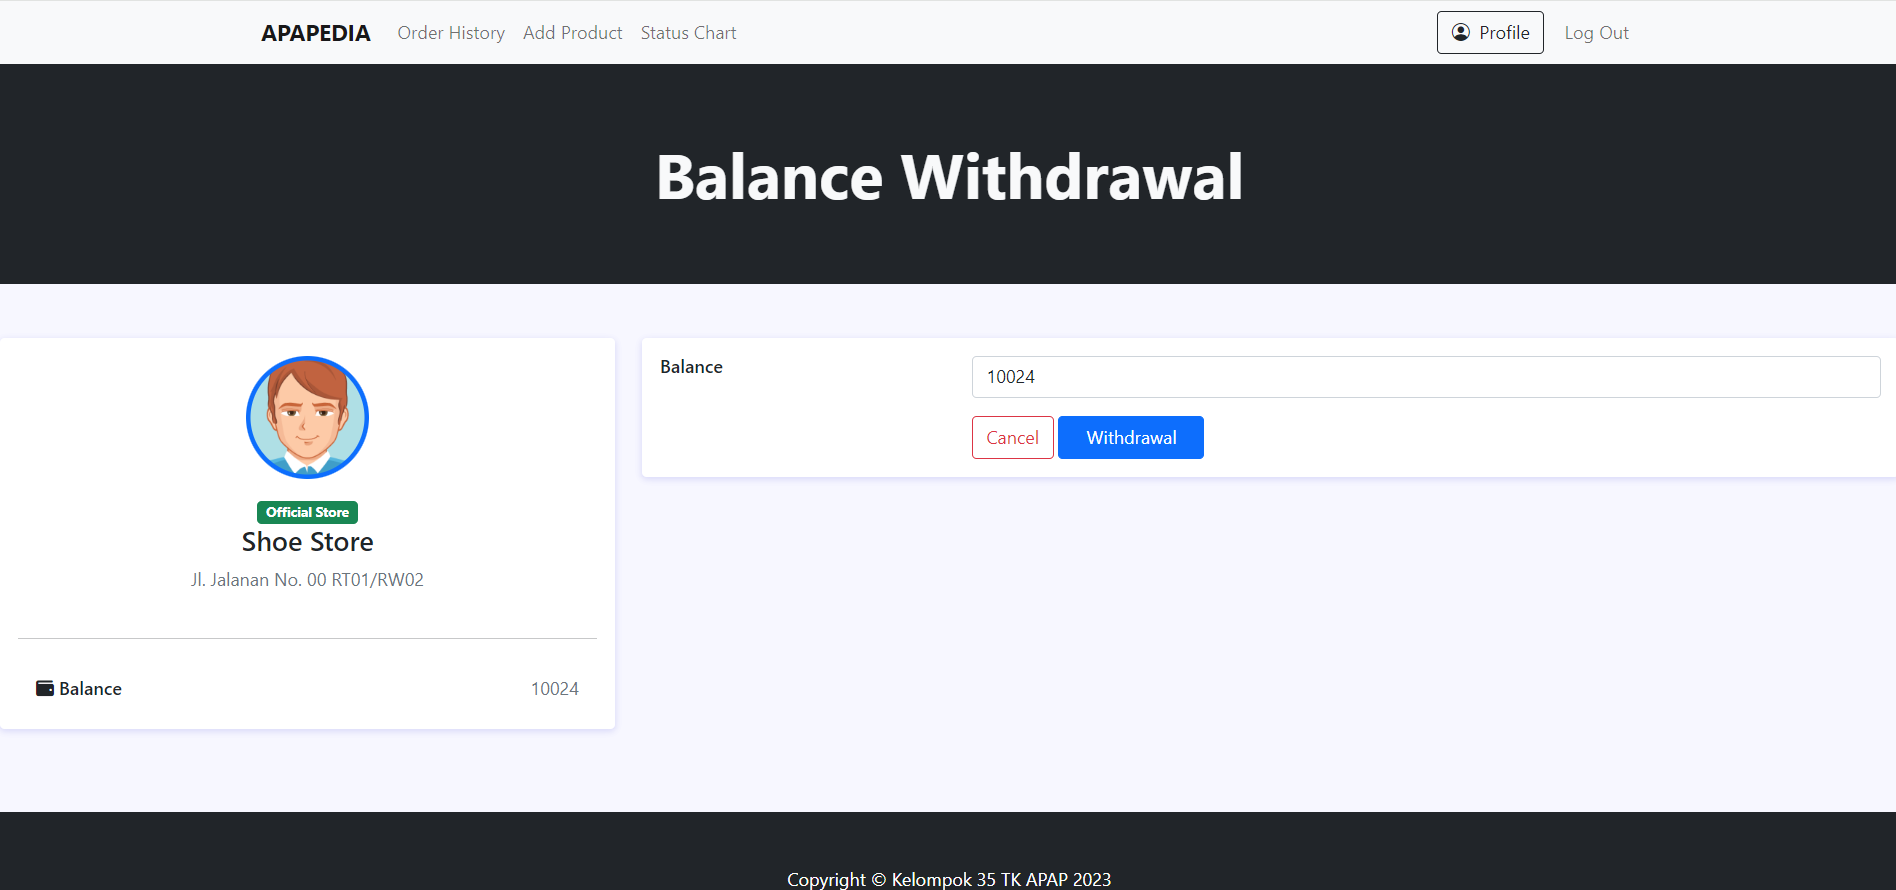 APAPEDIA Order History Add Product Status Chart Profile Log Out
Balance Withdrawal
Official Store
Shoe Store
Jl. Jalanan No. 00 RT01/RW02
Balance 10024
Balance 10024
Cancel Withdrawal
Copyright © Kelompok 35 TK APAP 2023